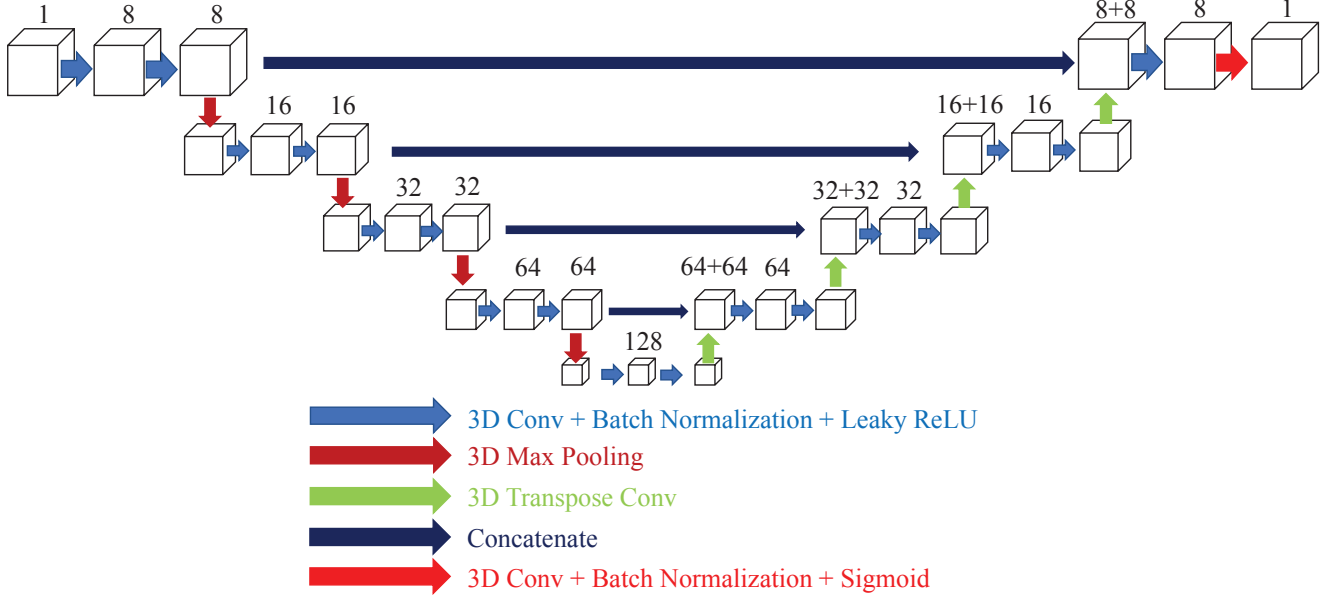 1 8 8 8+8 8 1
16 16 16+16 16
32 32 32+32 32
64 64 64+64 64
128
3D Conv + Batch Normalization + Leaky ReLU
3D Max Pooling
3D Transpose Conv
Concatenate
3D Conv + Batch Normalization + Sigmoid